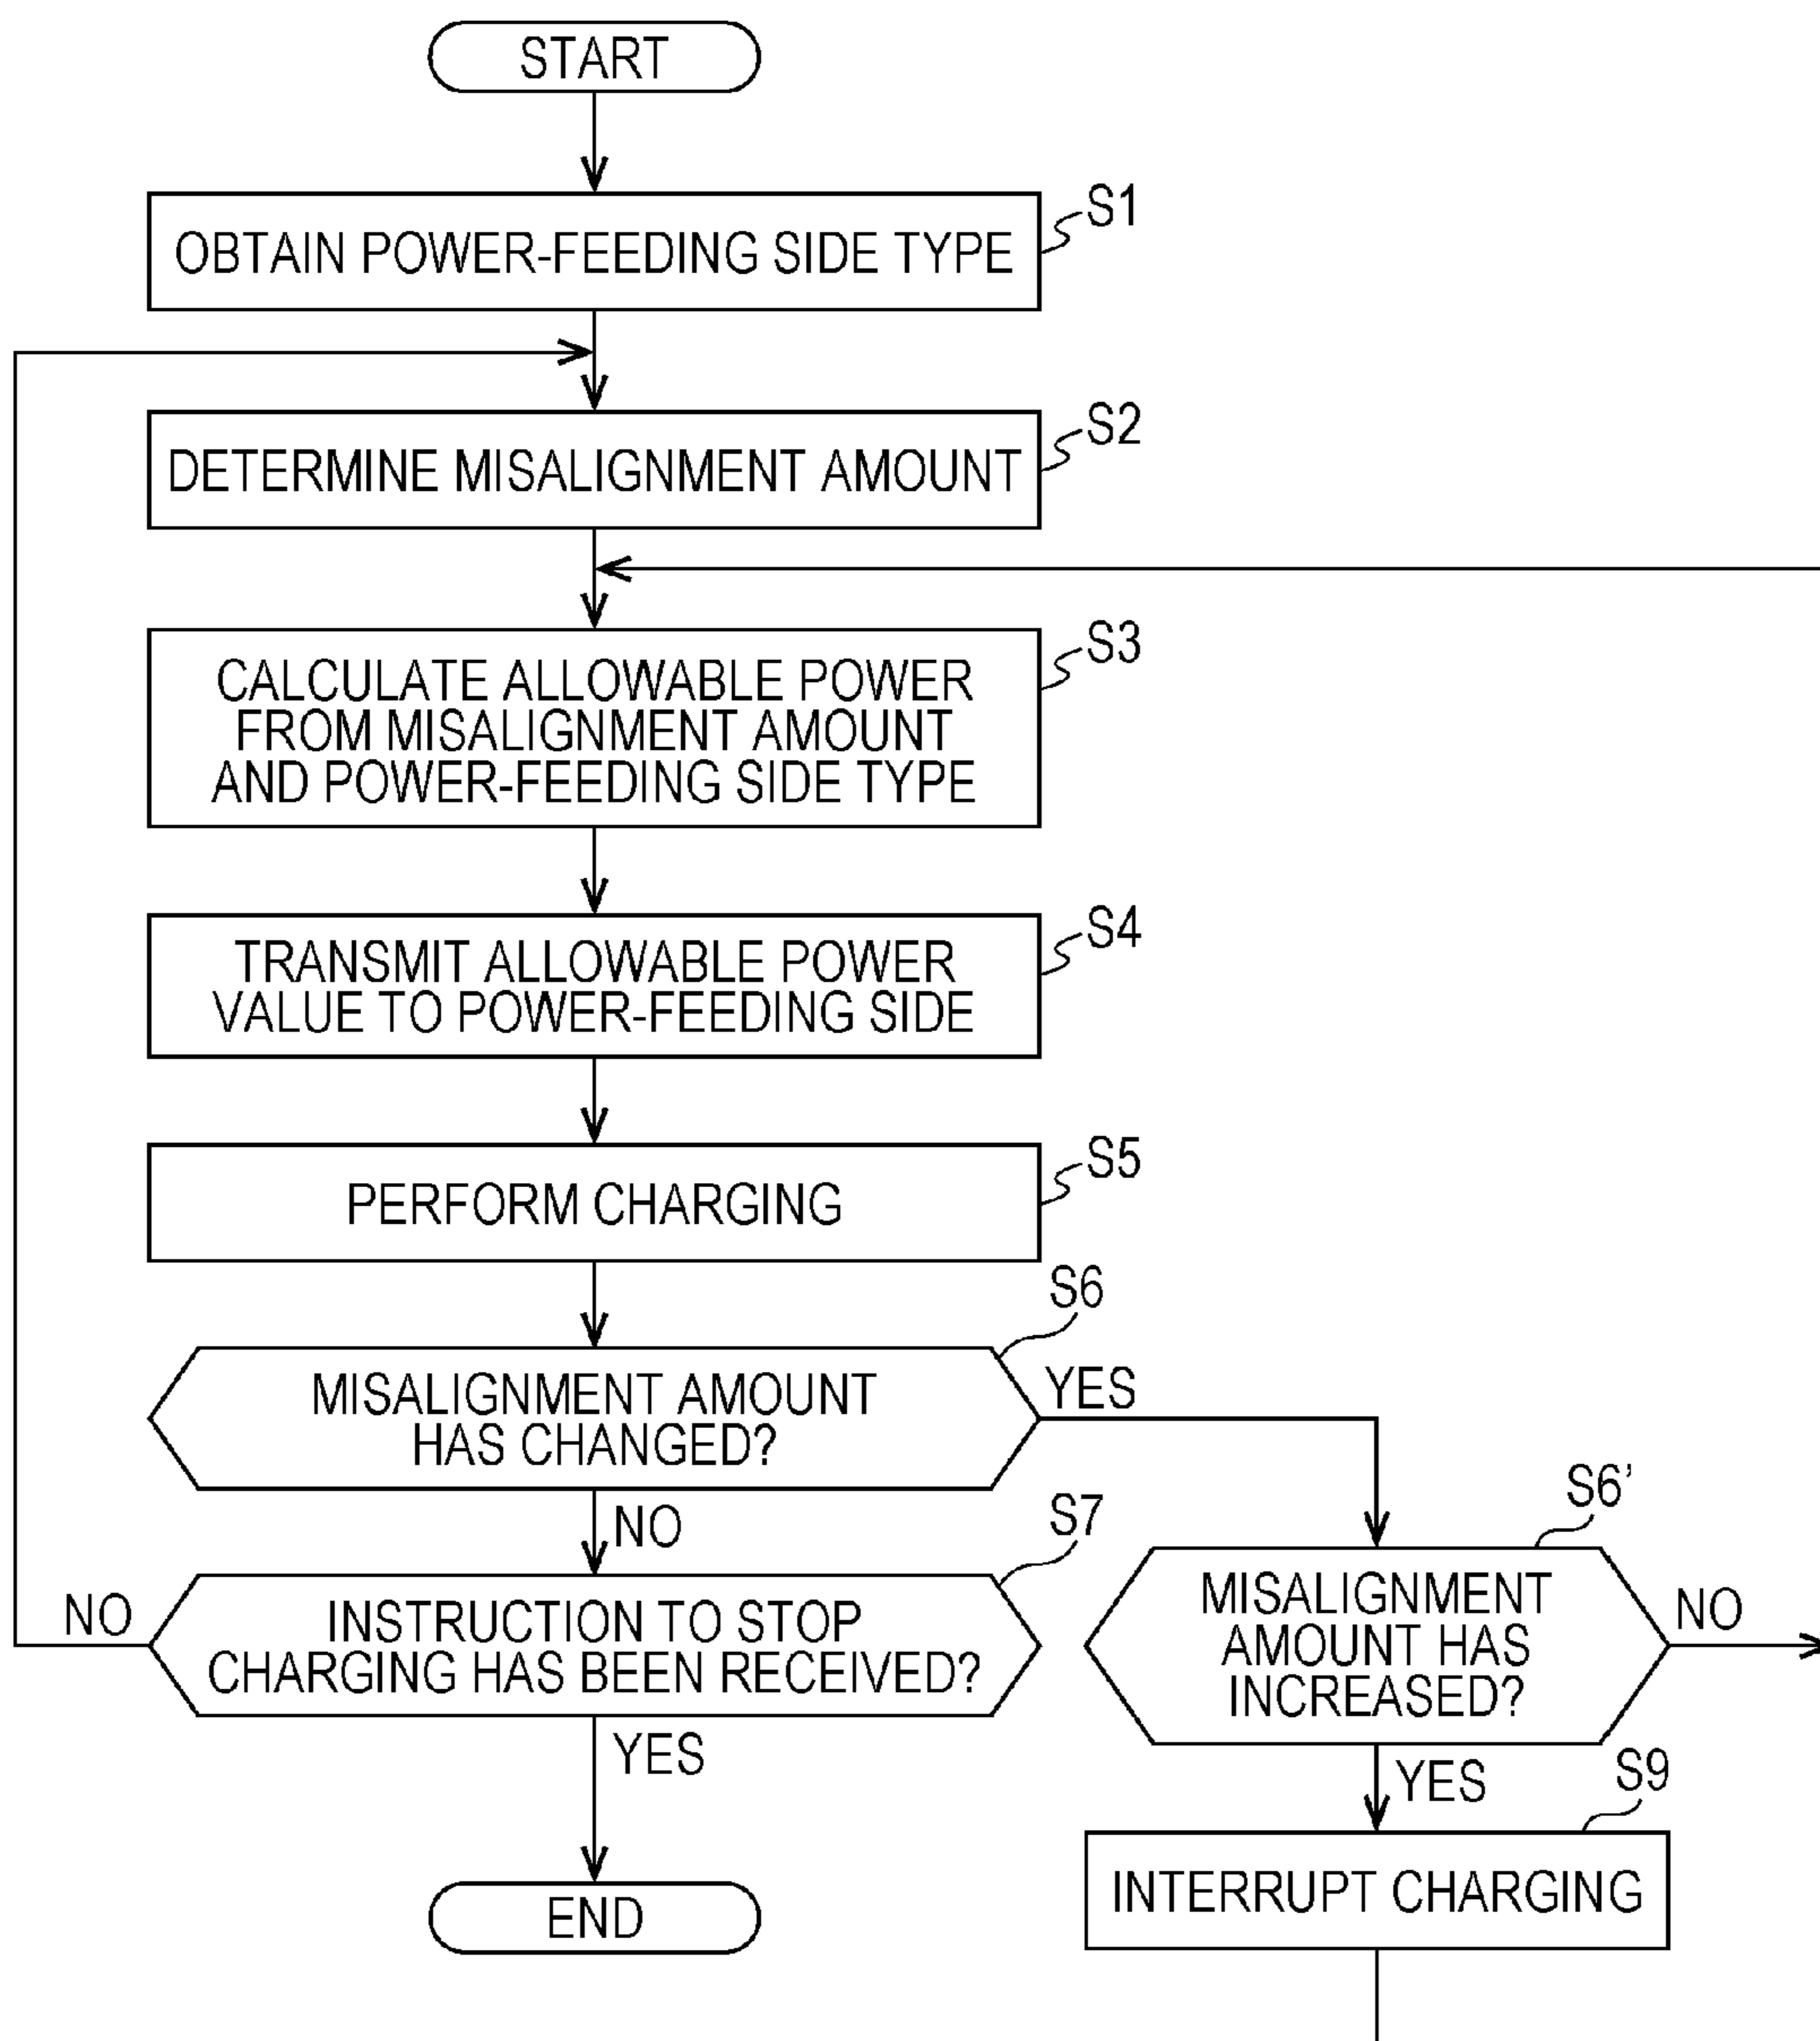 START
OBTAIN POWER-FEEDING SIDE TYPE
S1
DETERMINE MISALIGNMENT AMOUNT
S2
CALCULATE ALLOWABLE POWER
FROM MISALIGNMENT AMOUNT
AND POWER-FEEDING SIDE TYPE
S3
TRANSMIT ALLOWABLE POWER
VALUE TO POWER-FEEDING SIDE
S4
PERFORM CHARGING
S5
MISALIGNMENT AMOUNT
HAS CHANGED?
S6
YES
NO
INSTRUCTION TO STOP
CHARGING HAS BEEN RECEIVED?
S7
NO
YES
MISALIGNMENT
AMOUNT HAS
INCREASED?
S6’
NO
YES
INTERRUPT CHARGING
S9
END